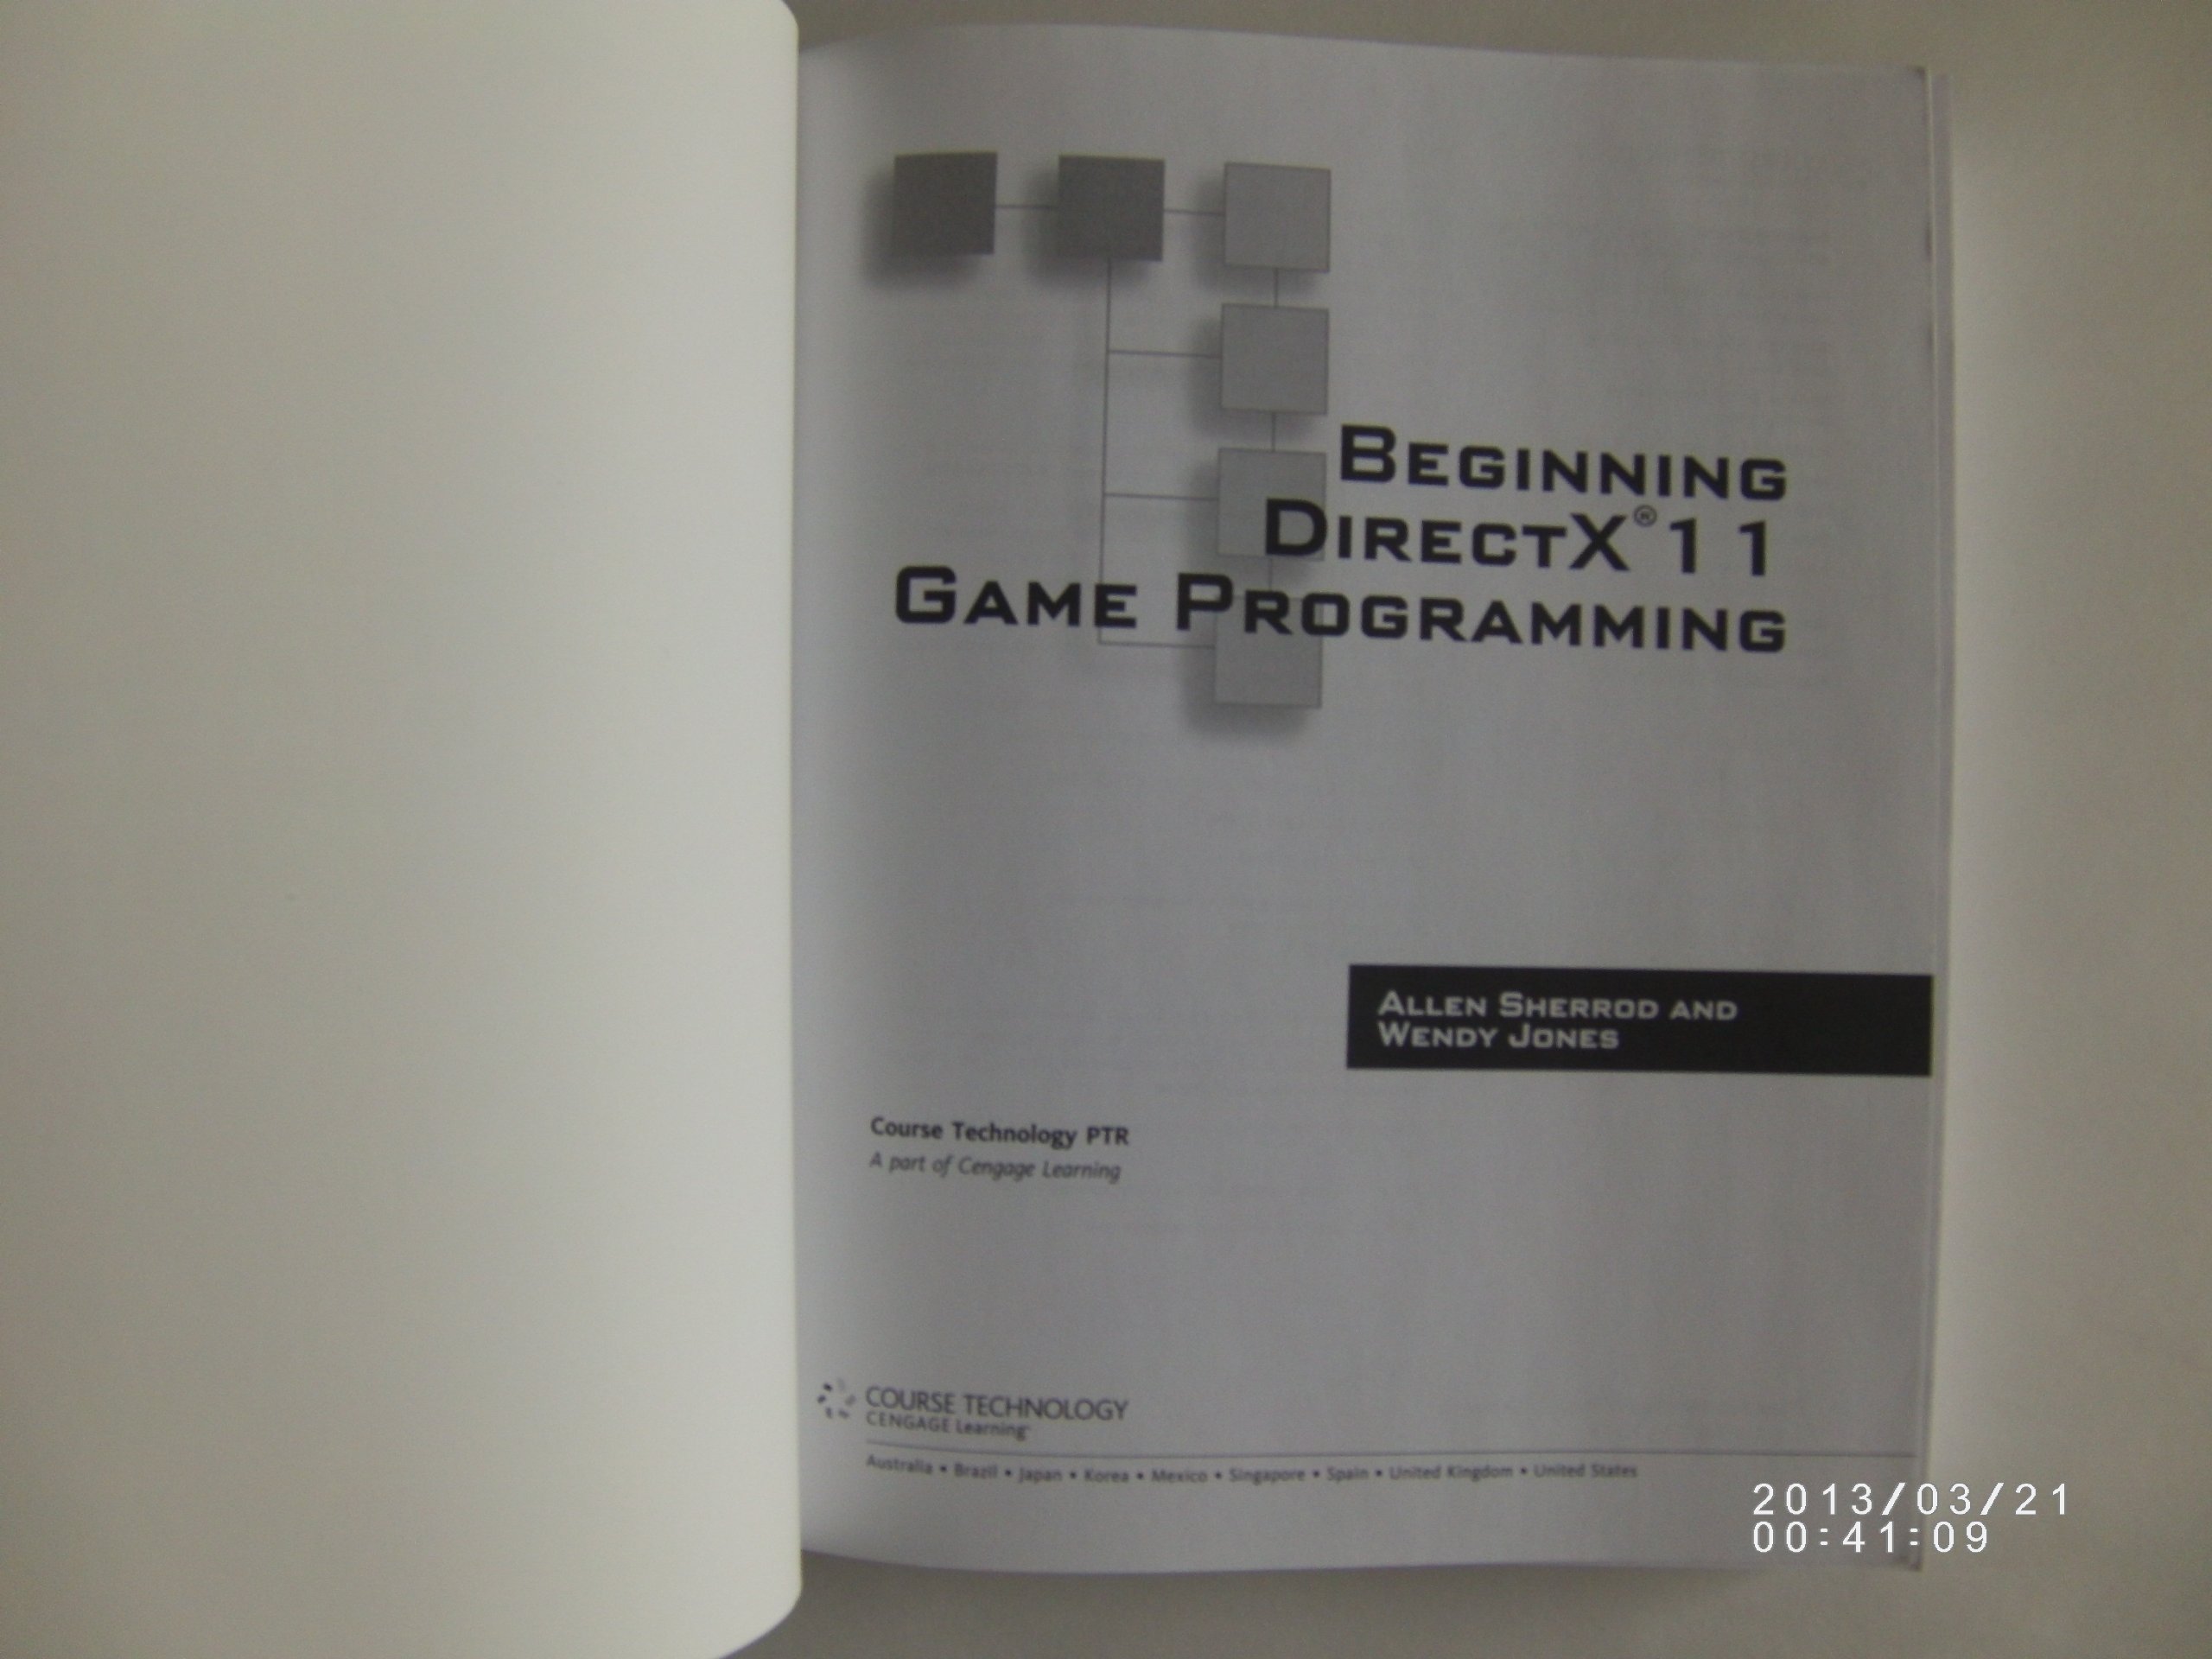 BEGINNING
DIRECTX® 11
GAME PROGRAMMING
ALLEN SHERROD AND
WENDY JONES
Course Technology PTR
A part of Cengage Learning
COURSE TECHNOLOGY
CENGAGE Learning™
Australia • Brazil • Japan • Korea • Mexico • Singapore • Spain • United Kingdom • United States
2013/03/21
00:41:09